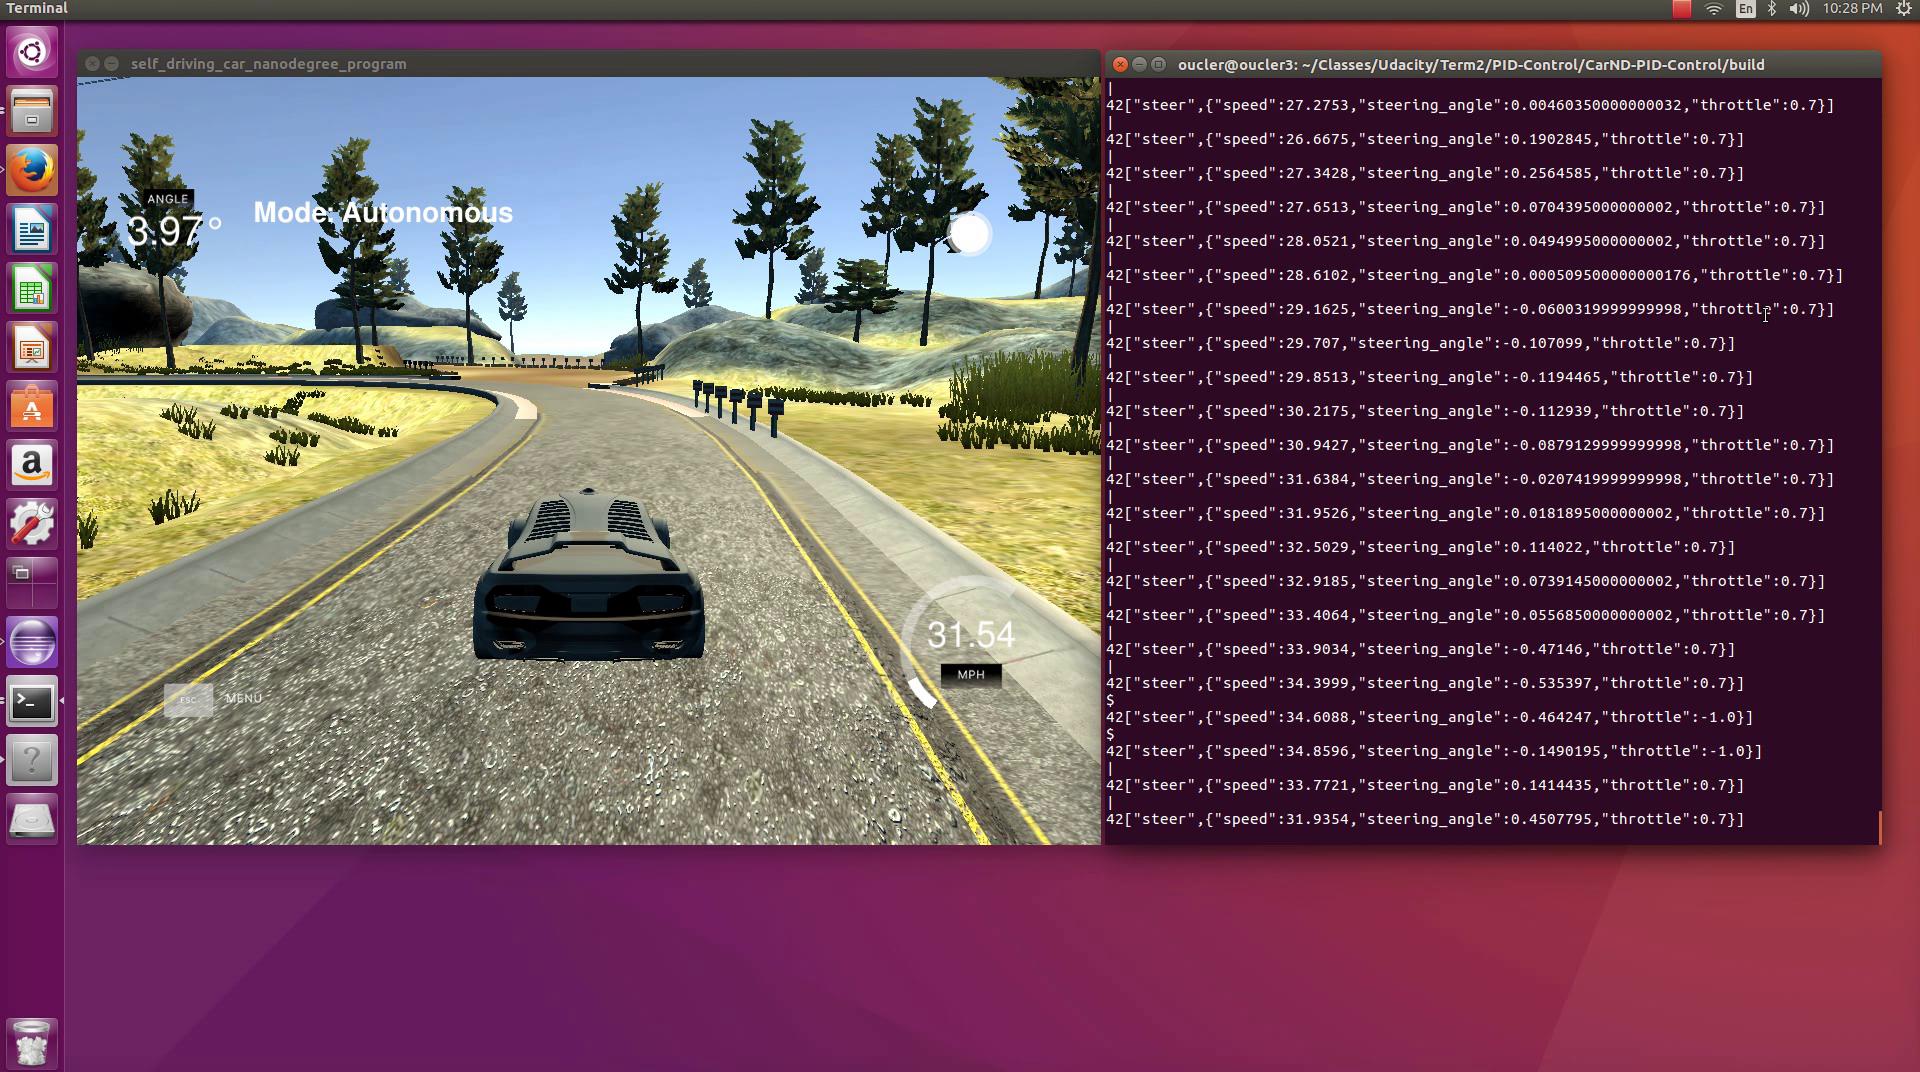 Terminal
En
10:28 PM
self_driving_car_nanodegree_program
ANGLE
3.97°
Mode: Autonomous
31.54
MPH
ESC
MENU
a
>_
?
oucler@oucler3: ~/Classes/Udacity/Term2/PID-Control/CarND-PID-Control/build
|
42["steer",{"speed":27.2753,"steering_angle":0.00460350000000032,"throttle":0.7}]
|
42["steer",{"speed":26.6675,"steering_angle":0.1902845,"throttle":0.7}]
|
42["steer",{"speed":27.3428,"steering_angle":0.2564585,"throttle":0.7}]
|
42["steer",{"speed":27.6513,"steering_angle":0.0704395000000002,"throttle":0.7}]
|
42["steer",{"speed":28.0521,"steering_angle":0.0494995000000002,"throttle":0.7}]
|
42["steer",{"speed":28.6102,"steering_angle":0.000509500000000176,"throttle":0.7}]
|
42["steer",{"speed":29.1625,"steering_angle":-0.0600319999999998,"throttle":0.7}]
|
42["steer",{"speed":29.707,"steering_angle":-0.107099,"throttle":0.7}]
|
42["steer",{"speed":29.8513,"steering_angle":-0.1194465,"throttle":0.7}]
|
42["steer",{"speed":30.2175,"steering_angle":-0.112939,"throttle":0.7}]
|
42["steer",{"speed":30.9427,"steering_angle":-0.0879129999999998,"throttle":0.7}]
|
42["steer",{"speed":31.6384,"steering_angle":-0.0207419999999998,"throttle":0.7}]
|
42["steer",{"speed":31.9526,"steering_angle":0.0181895000000002,"throttle":0.7}]
|
42["steer",{"speed":32.5029,"steering_angle":0.114022,"throttle":0.7}]
|
42["steer",{"speed":32.9185,"steering_angle":0.0739145000000002,"throttle":0.7}]
|
42["steer",{"speed":33.4064,"steering_angle":0.0556850000000002,"throttle":0.7}]
|
42["steer",{"speed":33.9034,"steering_angle":-0.47146,"throttle":0.7}]
|
42["steer",{"speed":34.3999,"steering_angle":-0.535397,"throttle":0.7}]
$
42["steer",{"speed":34.6088,"steering_angle":-0.464247,"throttle":-1.0}]
$
42["steer",{"speed":34.8596,"steering_angle":-0.1490195,"throttle":-1.0}]
|
42["steer",{"speed":33.7721,"steering_angle":0.1414435,"throttle":0.7}]
|
42["steer",{"speed":31.9354,"steering_angle":0.4507795,"throttle":0.7}]